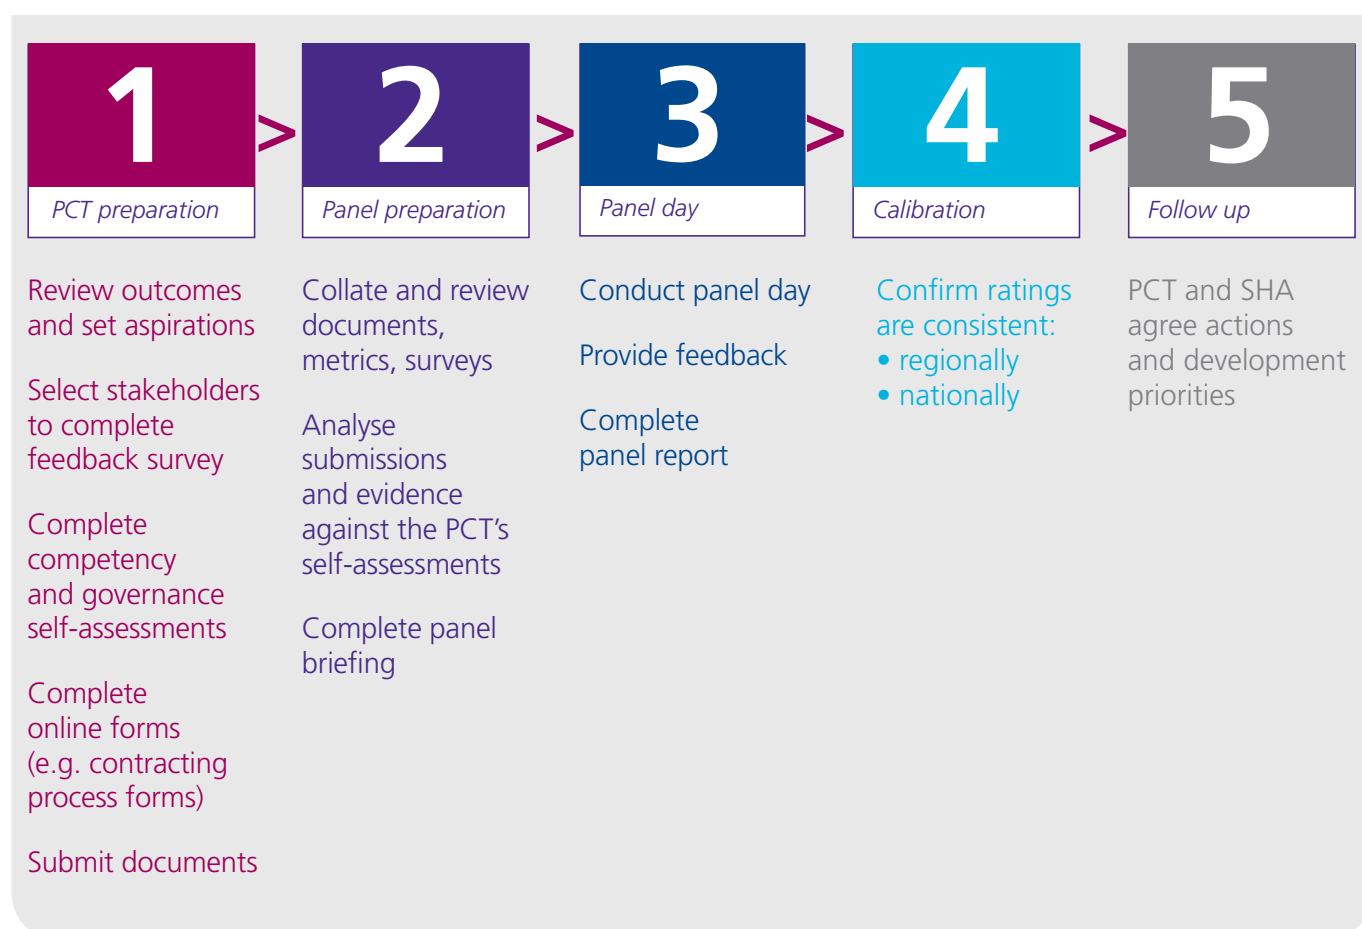 1
PCT preparation
Review outcomes
and set aspirations
Select stakeholders
to complete
feedback survey
Complete
competency
and governance
self-assessments
Complete
online forms
(e.g. contracting
process forms)
Submit documents
>
2
Panel preparation
Collate and review
documents,
metrics, surveys
Analyse
submissions
and evidence
against the PCT’s
self-assessments
Complete panel
briefing
>
3
Panel day
Conduct panel day
Provide feedback
Complete
panel report
>
4
Calibration
Confirm ratings
are consistent:
• regionally
• nationally
>
5
Follow up
PCT and SHA
agree actions
and development
priorities